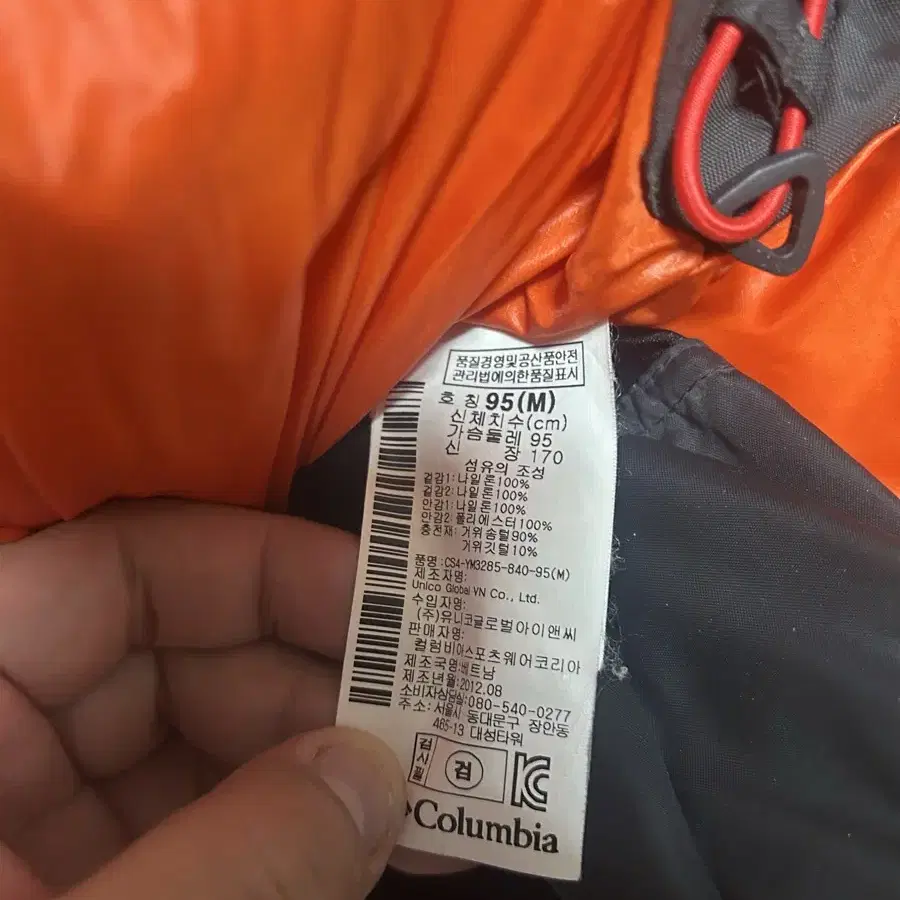 품질경영및공산품안전
관리법에의한품질표시
호 칭 95(M)
신체치수(cm)
가슴둘레 95
신 장 170
섬유의 조성
겉감1: 나일론100%
겉감2: 나일론100%
안감1: 나일론100%
안감2: 폴리에스터100%
충전재: 거위솜털90%
거위깃털10%
품명 :CS4-YM3285-840-95(M)
제조자명:
Unico Global VN Co., Ltd.
수입자명:
(주)유니코글로벌아이앤씨
판매자명:
컬럼비아스포츠웨어코리아
제조국명:베트남
제조년월:2012.08
소비자상담실:080-540-0277
주소: 서울시 동대문구 장안동
465-13 대성타워
검사필
검
Columbia